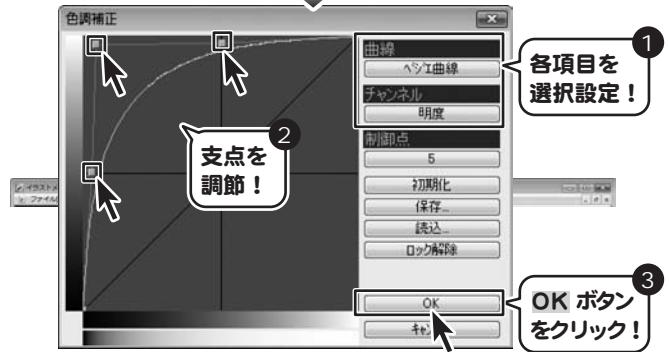 色調補正
曲線
ベジエ曲線
チャンネル
明度
制御点
5
初期化
保存...
読込...
ロック解除
OK
1
各項目を
選択設定！
2
支点を
調節！
3
OK ボタン
をクリック！